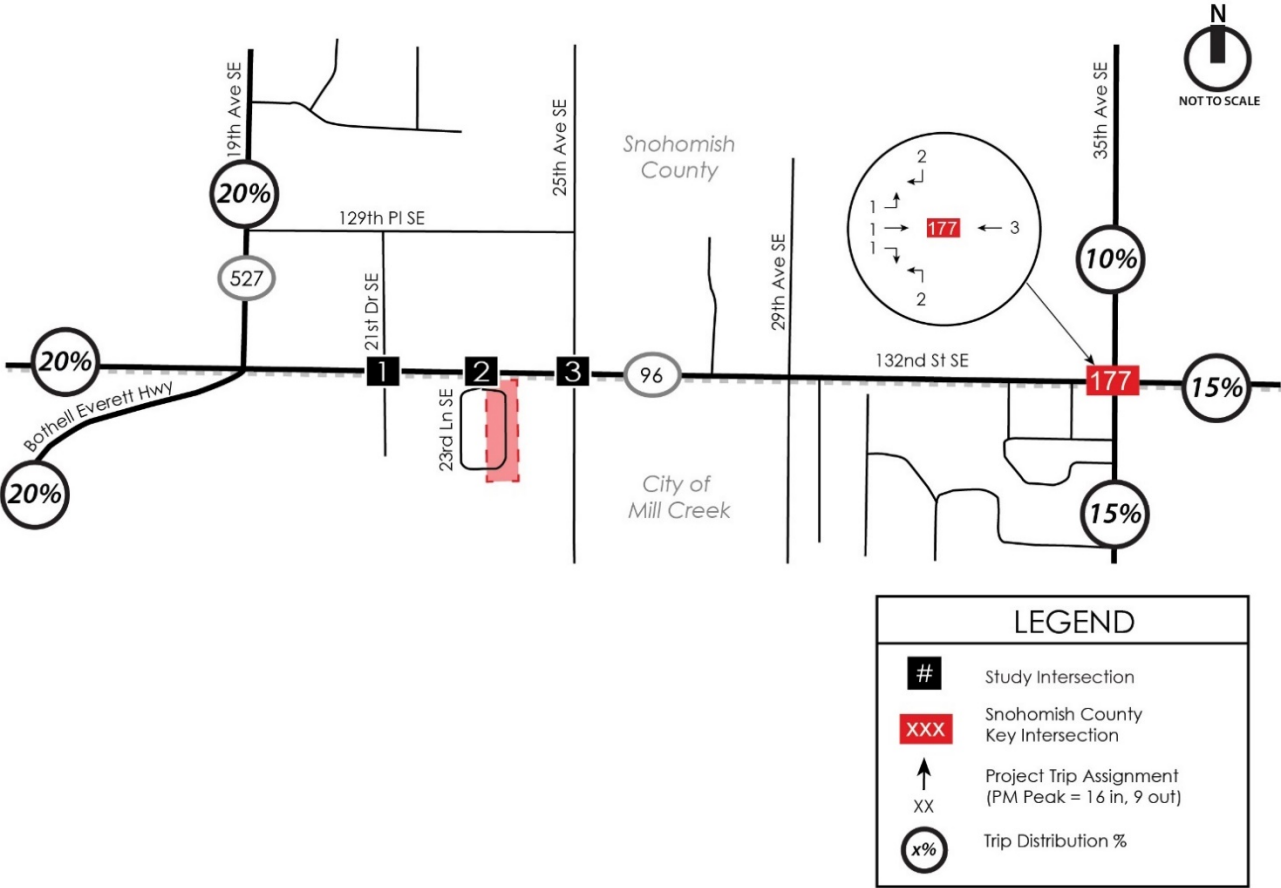 N
NOT TO SCALE
19th Ave SE
25th Ave SE
35th Ave SE
Snohomish
County
20%
129th Pl SE
2
1
1
1
177
3
2
10%
527
21st Dr SE
29th Ave SE
20%
1
2
3
96
132nd St SE
177
15%
Bothell Everett Hwy
23rd Ln SE
20%
City of
Mill Creek
15%
LEGEND
#
Study Intersection
XXX
Snohomish County
Key Intersection
XX
Project Trip Assignment
(PM Peak = 16 in, 9 out)
x%
Trip Distribution %